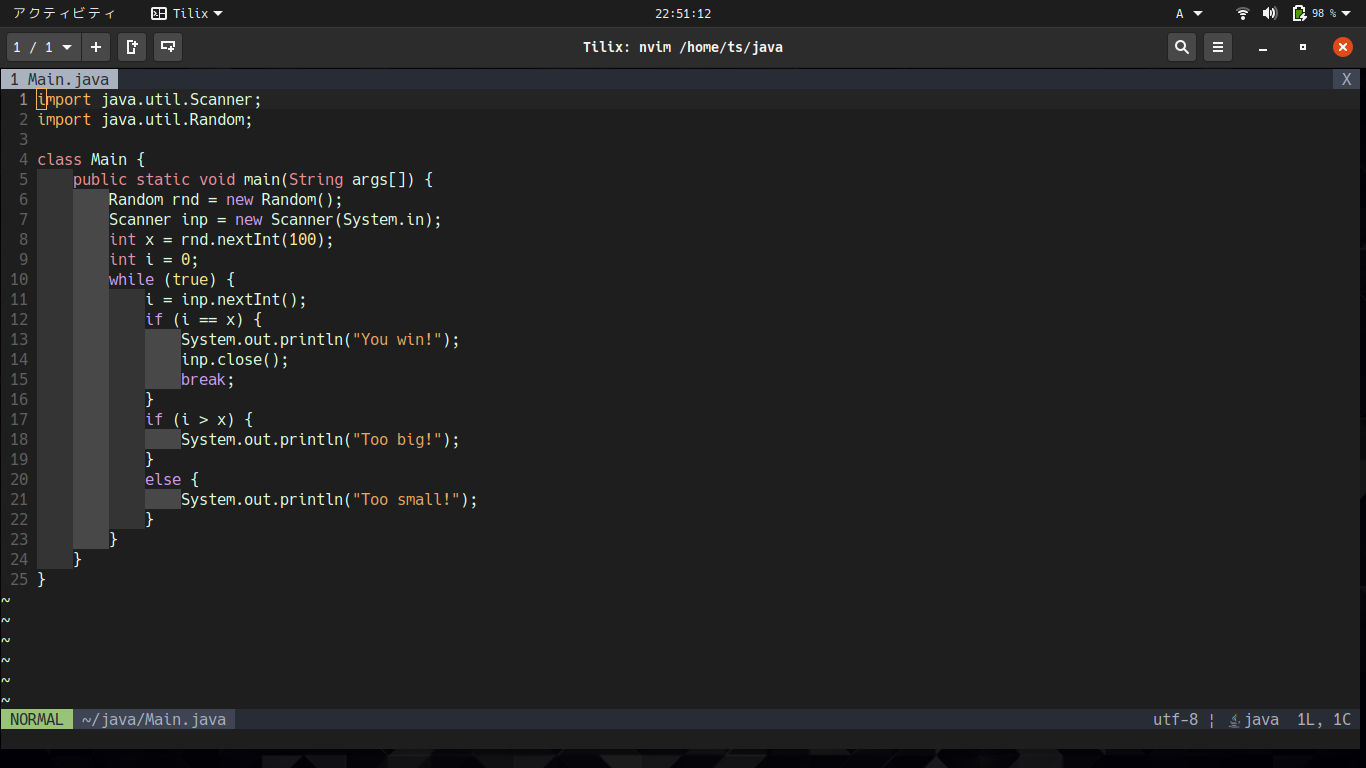 アクティビティ Tilix 22:51:12 A 98 %
1 / 1 Tilix: nvim /home/ts/java
1 Main.java X
1 import java.util.Scanner;
2 import java.util.Random;
3
4 class Main {
5     public static void main(String args[]) {
6         Random rnd = new Random();
7         Scanner inp = new Scanner(System.in);
8         int x = rnd.nextInt(100);
9         int i = 0;
10         while (true) {
11             i = inp.nextInt();
12             if (i == x) {
13                 System.out.println("You win!");
14                 inp.close();
15                 break;
16             }
17             if (i > x) {
18                 System.out.println("Too big!");
19             }
20             else {
21                 System.out.println("Too small!");
22             }
23         }
24     }
25 }
~
~
~
~
~
~
NORMAL ~/java/Main.java utf-8 ¦ java 1L, 1C